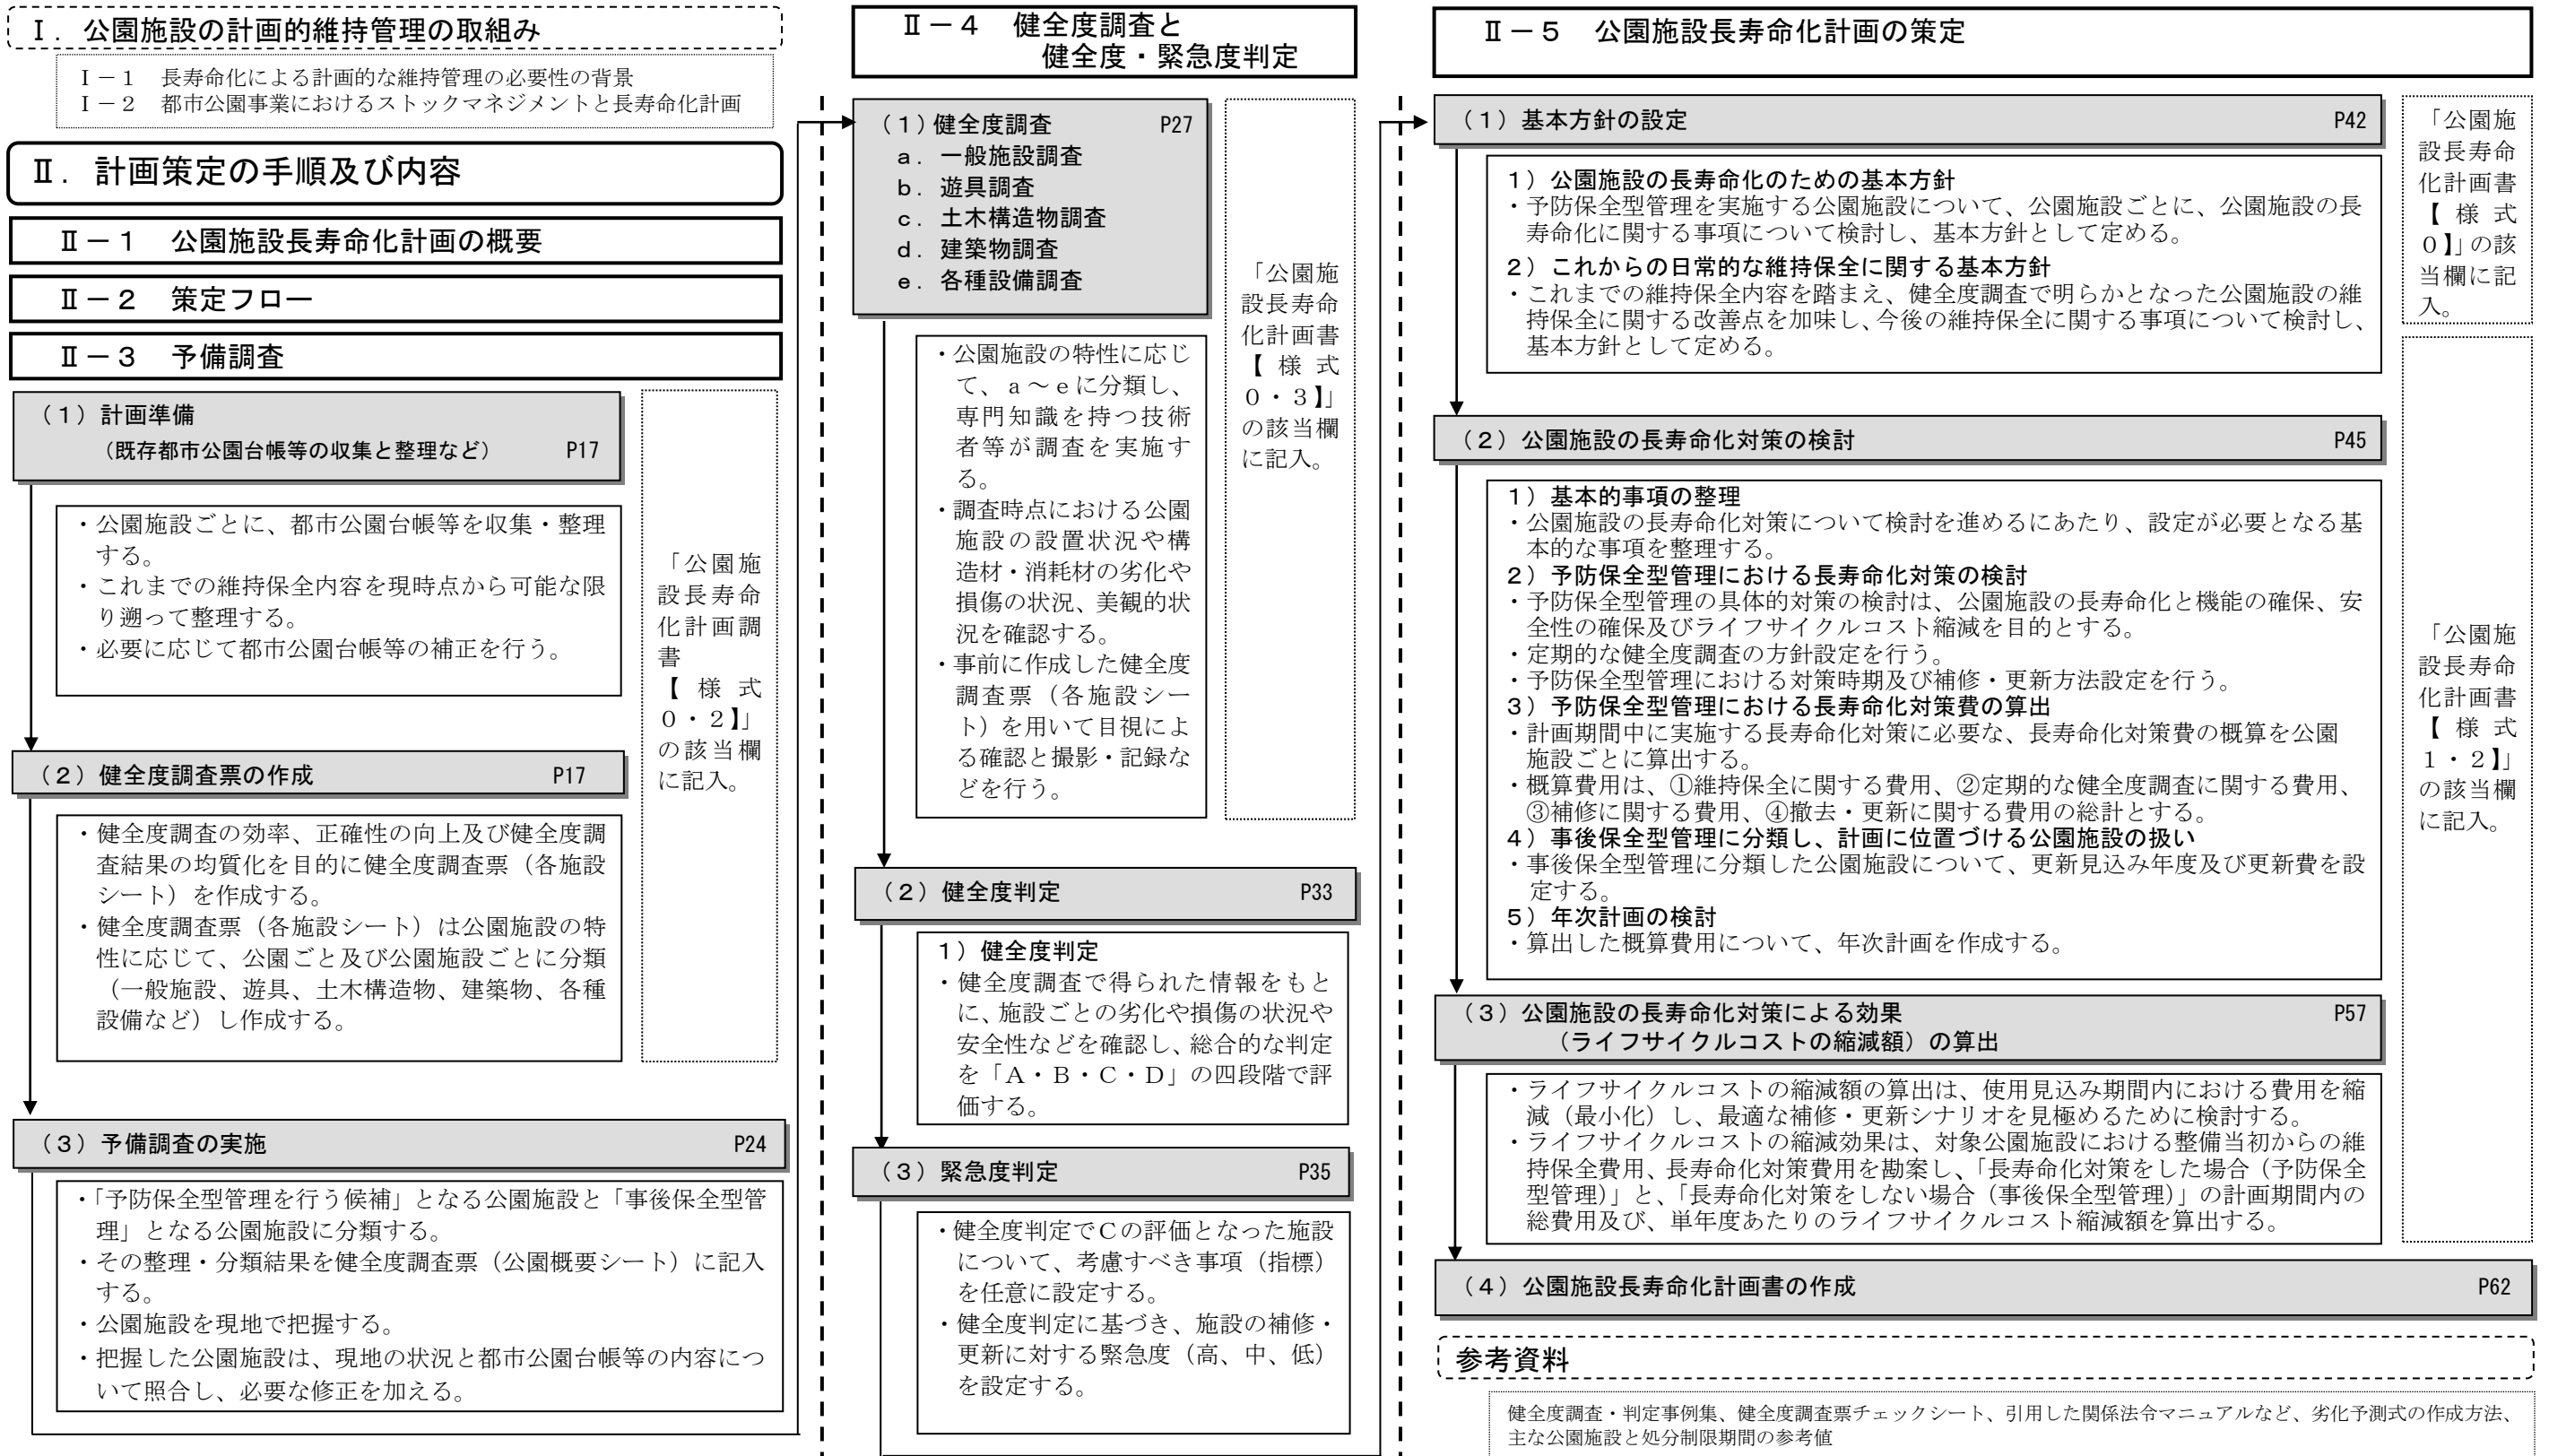 Ⅰ．公園施設の計画的維持管理の取組み
Ⅰ－１　長寿命化による計画的な維持管理の必要性の背景
Ⅰ－２　都市公園事業におけるストックマネジメントと長寿命化計画
Ⅱ．計画策定の手順及び内容
Ⅱ－１　公園施設長寿命化計画の概要
Ⅱ－２　策定フロー
Ⅱ－３　予備調査
（１）計画準備
（既存都市公園台帳等の収集と整理など）　P17
・公園施設ごとに、都市公園台帳等を収集・整理
する。
・これまでの維持保全内容を現時点から可能な限
り遡って整理する。
・必要に応じて都市公園台帳等の補正を行う。
（２）健全度調査票の作成　P17
・健全度調査の効率、正確性の向上及び健全度調
査結果の均質化を目的に健全度調査票（各施設
シート）を作成する。
・健全度調査票（各施設シート）は公園施設の特
性に応じて、公園ごと及び公園施設ごとに分類
（一般施設、遊具、土木構造物、建築物、各種
設備など）し作成する。
「公園施
設長寿命
化計画調
書
【様式
０・２】」
の該当欄
に記入。
（３）予備調査の実施　P24
・「予防保全型管理を行う候補」となる公園施設と「事後保全型管
理」となる公園施設に分類する。
・その整理・分類結果を健全度調査票（公園概要シート）に記入
する。
・公園施設を現地で把握する。
・把握した公園施設は、現地の状況と都市公園台帳等の内容につ
いて照合し、必要な修正を加える。
Ⅱ－４　健全度調査と
健全度・緊急度判定
（１）健全度調査　P27
ａ．一般施設調査
ｂ．遊具調査
ｃ．土木構造物調査
ｄ．建築物調査
ｅ．各種設備調査
・公園施設の特性に応じ
て、ａ～ｅに分類し、
専門知識を持つ技術
者等が調査を実施す
る。
・調査時点における公園
施設の設置状況や構
造材・消耗材の劣化や
損傷の状況、美観的状
況を確認する。
・事前に作成した健全度
調査票（各施設シー
ト）を用いて目視によ
る確認と撮影・記録な
どを行う。
「公園施
設長寿命
化計画書
【様式
０・３】」
の該当欄
に記入。
（２）健全度判定　P33
１）健全度判定
・健全度調査で得られた情報をもと
に、施設ごとの劣化や損傷の状況や
安全性などを確認し、総合的な判定
を「Ａ・Ｂ・Ｃ・Ｄ」の四段階で評
価する。
（３）緊急度判定　P35
・健全度判定でＣの評価となった施設
について、考慮すべき事項（指標）
を任意に設定する。
・健全度判定に基づき、施設の補修・
更新に対する緊急度（高、中、低）
を設定する。
Ⅱ－５　公園施設長寿命化計画の策定
（１）基本方針の設定　P42
１）公園施設の長寿命化のための基本方針
・予防保全型管理を実施する公園施設について、公園施設ごとに、公園施設の長
寿命化に関する事項について検討し、基本方針として定める。
２）これからの日常的な維持保全に関する基本方針
・これまでの維持保全内容を踏まえ、健全度調査で明らかとなった公園施設の維
持保全に関する改善点を加味し、今後の維持保全に関する事項について検討し、
基本方針として定める。
「公園施
設長寿命
化計画書
【様式
０】」の該
当欄に記
入。
（２）公園施設の長寿命化対策の検討　P45
１）基本的事項の整理
・公園施設の長寿命化対策について検討を進めるにあたり、設定が必要となる基
本的な事項を整理する。
２）予防保全型管理における長寿命化対策の検討
・予防保全型管理の具体的対策の検討は、公園施設の長寿命化と機能の確保、安
全性の確保及びライフサイクルコスト縮減を目的とする。
・定期的な健全度調査の方針設定を行う。
・予防保全型管理における対策時期及び補修・更新方法設定を行う。
３）予防保全型管理における長寿命化対策費の算出
・計画期間中に実施する長寿命化対策に必要な、長寿命化対策費の概算を公園
施設ごとに算出する。
・概算費用は、①維持保全に関する費用、②定期的な健全度調査に関する費用、
③補修に関する費用、④撤去・更新に関する費用の総計とする。
４）事後保全型管理に分類し、計画に位置づける公園施設の扱い
・事後保全型管理に分類した公園施設について、更新見込み年度及び更新費を設
定する。
５）年次計画の検討
・算出した概算費用について、年次計画を作成する。
「公園施
設長寿命
化計画書
【様式
１・２】」
の該当欄
に記入。
（３）公園施設の長寿命化対策による効果　P57
（ライフサイクルコストの縮減額）の算出
・ライフサイクルコストの縮減額の算出は、使用見込み期間内における費用を縮
減（最小化）し、最適な補修・更新シナリオを見極めるために検討する。
・ライフサイクルコストの縮減効果は、対象公園施設における整備当初からの維
持保全費用、長寿命化対策費用を勘案し、「長寿命化対策をした場合（予防保全
型管理）」と、「長寿命化対策をしない場合（事後保全型管理）」の計画期間内の
総費用及び、単年度あたりのライフサイクルコスト縮減額を算出する。
（４）公園施設長寿命化計画書の作成　P62
参考資料
健全度調査・判定事例集、健全度調査票チェックシート、引用した関係法令マニュアルなど、劣化予測式の作成方法、
主な公園施設と処分制限期間の参考値